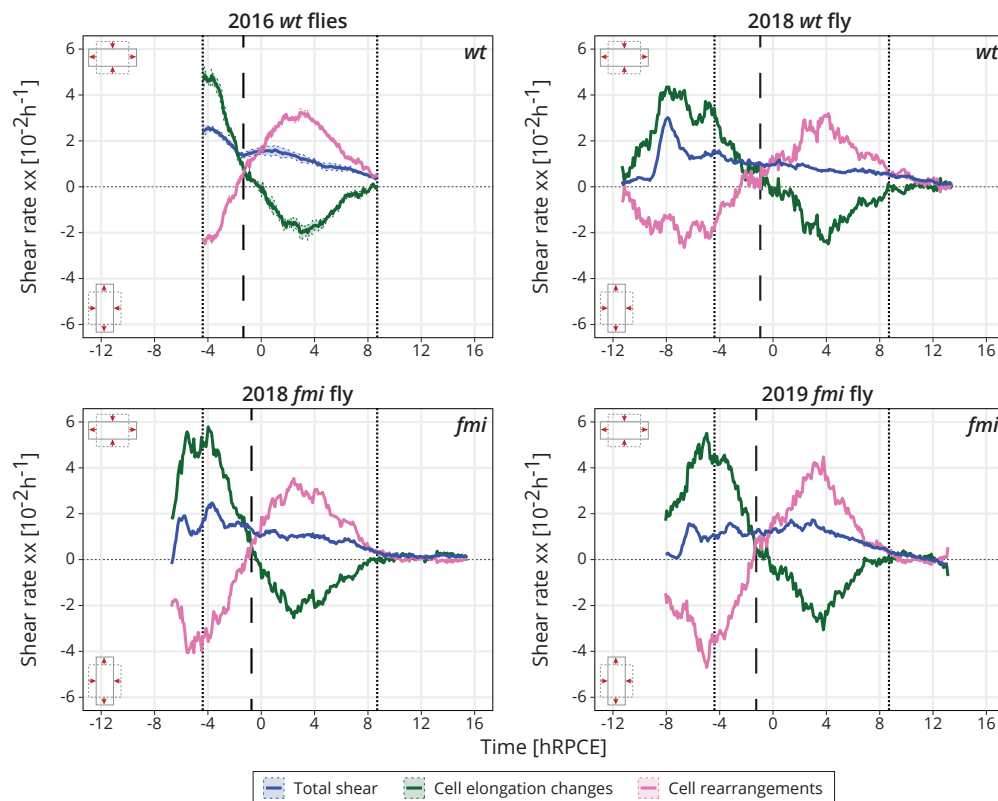 2016 wt flies
2018 wt fly
wt
wt
Shear rate xx [10⁻²h⁻¹]
6
4
2
0
-2
-4
-6
-12 -8 -4 0 4 8 12 16
Shear rate xx [10⁻²h⁻¹]
6
4
2
0
-2
-4
-6
-12 -8 -4 0 4 8 12 16
2018 fmi fly
2019 fmi fly
fmi
fmi
Shear rate xx [10⁻²h⁻¹]
6
4
2
0
-2
-4
-6
-12 -8 -4 0 4 8 12 16
Shear rate xx [10⁻²h⁻¹]
6
4
2
0
-2
-4
-6
-12 -8 -4 0 4 8 12 16
Time [hRPCE]
Total shear Cell elongation changes Cell rearrangements